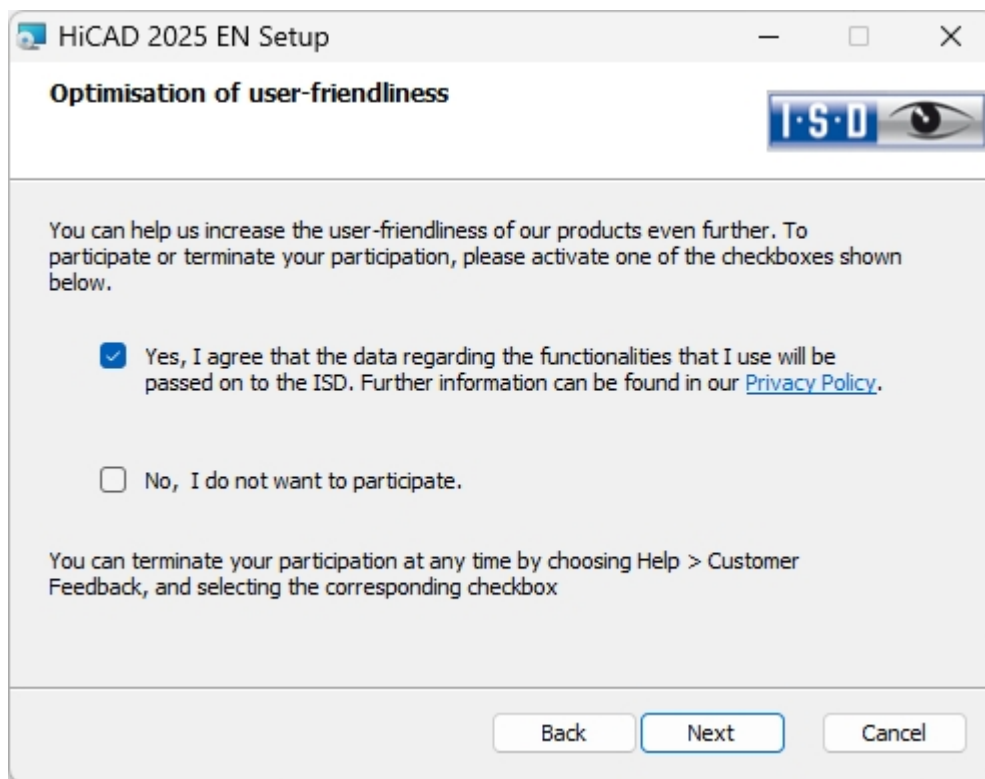 HiCAD 2025 EN Setup
Optimisation of user-friendliness
I·S·D
You can help us increase the user-friendliness of our products even further. To
participate or terminate your participation, please activate one of the checkboxes shown
below.
Yes, I agree that the data regarding the functionalities that I use will be
passed on to the ISD. Further information can be found in our Privacy Policy.
No, I do not want to participate.
You can terminate your participation at any time by choosing Help > Customer
Feedback, and selecting the corresponding checkbox
Back Next Cancel